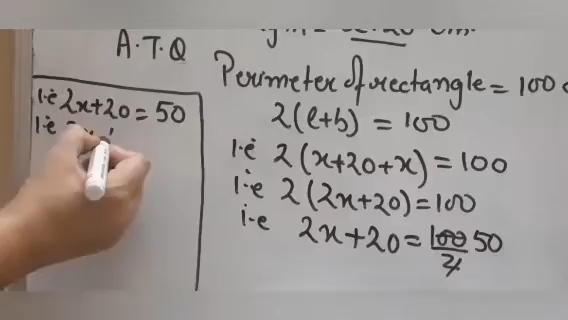 A.T.Q
Perimeter of rectangle = 100 c
2(l+b) = 100
i.e 2(x+20+x) = 100
i.e 2(2x+20) = 100
i.e 2x+20 = 100/2 50
i.e 2x+20 = 50
i.e